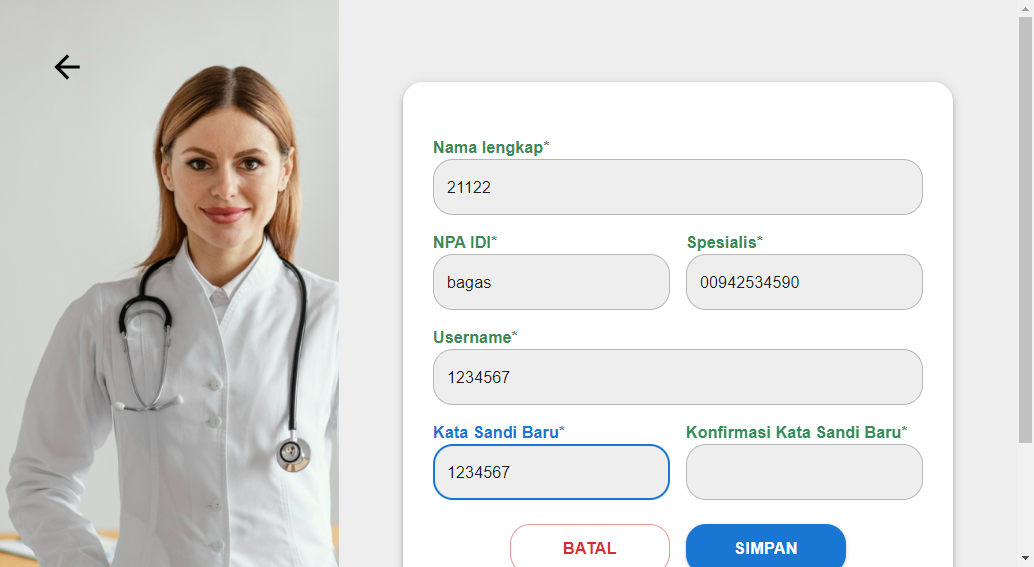 Nama lengkap*
21122
NPA IDI* Spesialis*
bagas 00942534590
Username*
1234567
Kata Sandi Baru* Konfirmasi Kata Sandi Baru*
1234567
BATAL SIMPAN